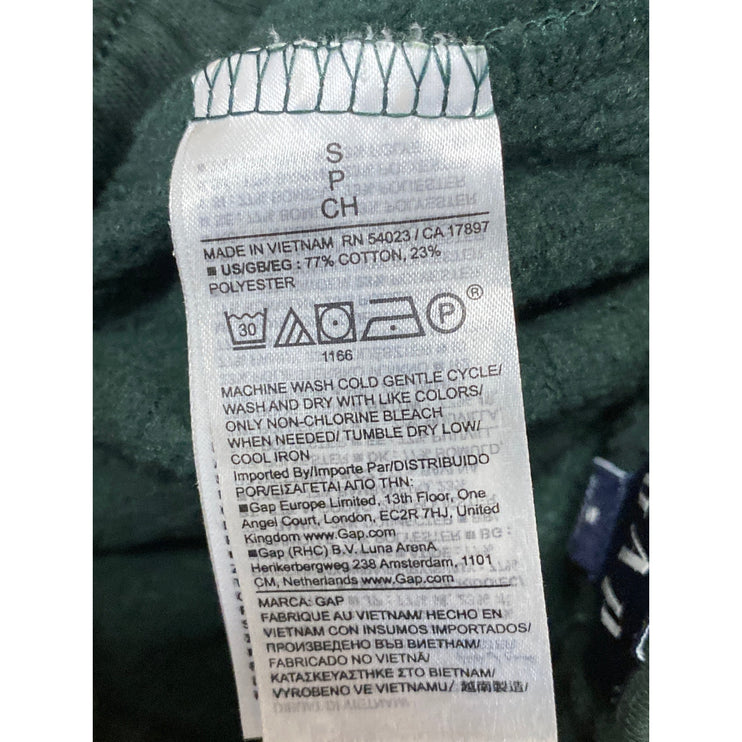 S
P
CH
MADE IN VIETNAM RN 54023 / CA 17897
■ US/GB/EG : 77% COTTON, 23%
POLYESTER
30
P
®
1166
MACHINE WASH COLD GENTLE CYCLE/
WASH AND DRY WITH LIKE COLORS/
ONLY NON-CHLORINE BLEACH
WHEN NEEDED/ TUMBLE DRY LOW/
COOL IRON
Imported By/Importe Par/DISTRIBUIDO
POR/ΕΙΣΑΓΕΤΑΙ ΑΠΟ ΤΗΝ:
■Gap Europe Limited, 13th Floor, One
Angel Court, London, EC2R 7HJ, United
Kingdom www.Gap.com
■Gap (RHC) B.V. Luna ArenA
Herikerbergweg 238 Amsterdam, 1101
CM, Netherlands www.Gap.com
MARCA: GAP
FABRIQUE AU VIETNAM/ HECHO EN
VIETNAM CON INSUMOS IMPORTADOS/
ПРОИЗВЕДЕНО ВЪВ ВИЕТНАМ/
FABRICADO NO VIETNÃ/
ΚΑΤΑΣΚΕΥΑΣΤΗΚΕ ΣΤΟ ΒΙΕΤΝΑΜ/
VYROBENO VE VIETNAMU/ 越南製造/